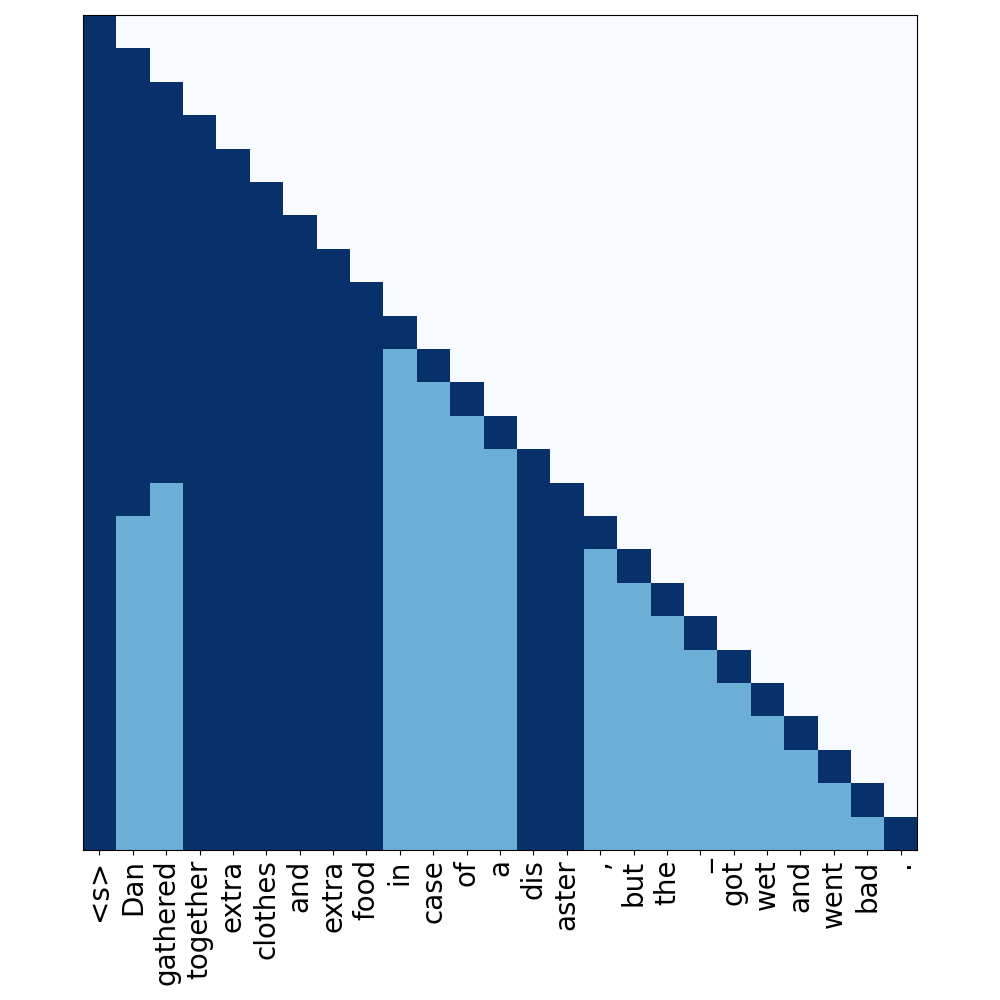 <s> Dan gathered together extra clothes and extra food in case of a dis aster , but the _ got wet and went bad .